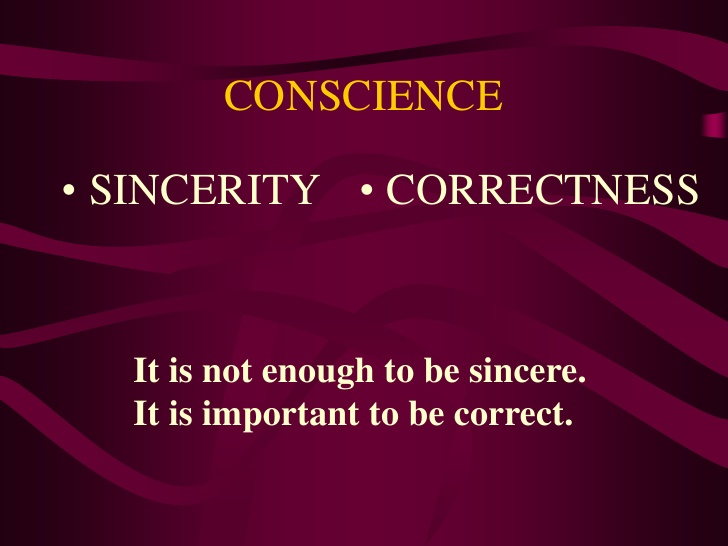 CONSCIENCE
• SINCERITY • CORRECTNESS
It is not enough to be sincere.
It is important to be correct.